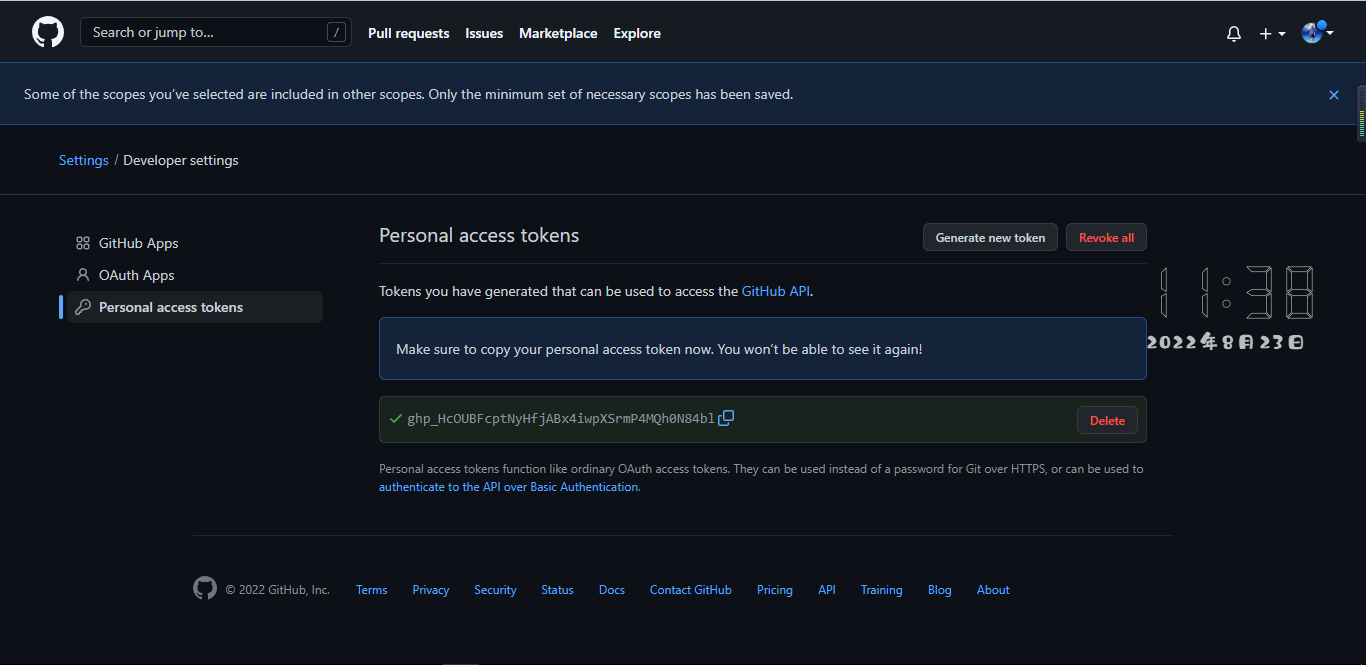 Search or jump to...
/
Pull requests
Issues
Marketplace
Explore
Some of the scopes you’ve selected are included in other scopes. Only the minimum set of necessary scopes has been saved.
Settings / Developer settings
GitHub Apps
OAuth Apps
Personal access tokens
Personal access tokens
Generate new token
Revoke all
Tokens you have generated that can be used to access the GitHub API.
Make sure to copy your personal access token now. You won’t be able to see it again!
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
Delete
Personal access tokens function like ordinary OAuth access tokens. They can be used instead of a password for Git over HTTPS, or can be used to
authenticate to the API over Basic Authentication.
11:38
2022年8月23日
© 2022 GitHub, Inc.
Terms
Privacy
Security
Status
Docs
Contact GitHub
Pricing
API
Training
Blog
About